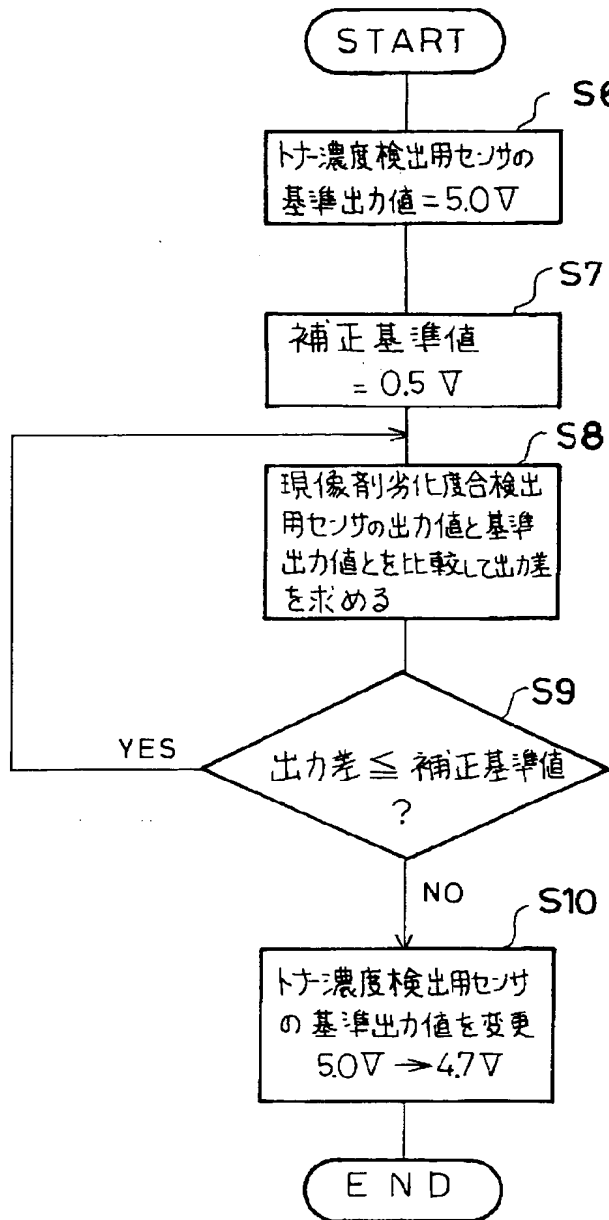 START
S6
トナー濃度検出用センサの
基準出力値=5.0V
S7
補正基準値
=0.5V
S8
現像剤劣化度合検出
用センサの出力値と基準
出力値とを比較して出力差
を求める
S9
YES
出力差≦補正基準値
?
NO
S10
トナー濃度検出用センサ
の基準出力値を変更
5.0V→4.7V
END